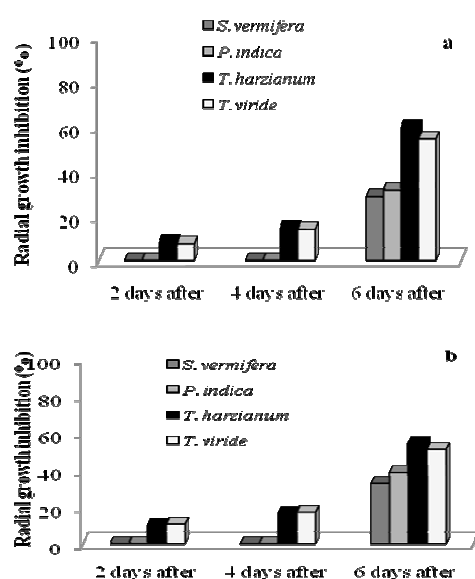 S. vermifera
P. indica
T. harzianum
T. viride
a
Radial growth inhibition (%)
100
80
60
40
20
0
2 days after
4 days after
6 days after
b
S. vermifera
P. indica
T. harzianum
T. viride
Radial growth inhibition (%)
100
80
60
40
20
0
2 days after
4 days after
6 days after